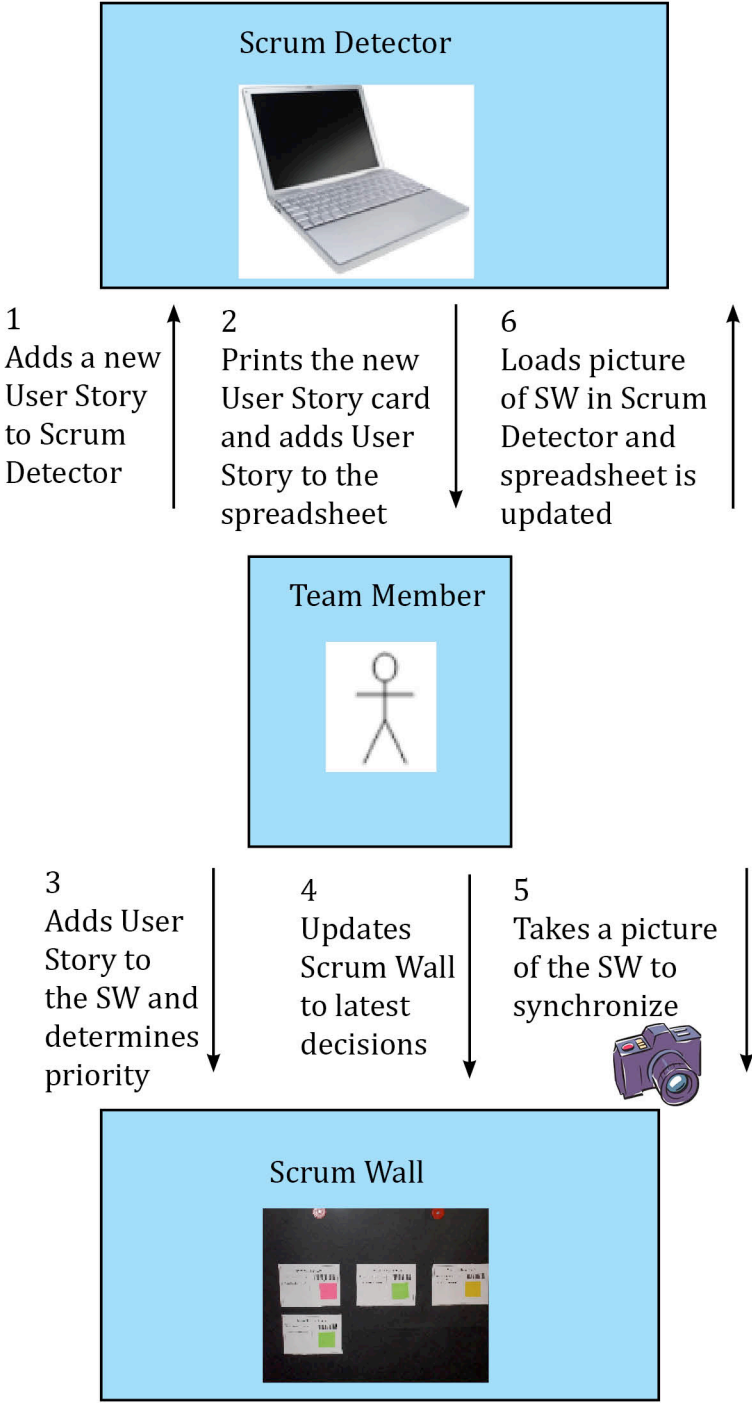 Scrum Detector
1
Adds a new
User Story
to Scrum
Detector
2
Prints the new
User Story card
and adds User
Story to the
spreadsheet
6
Loads picture
of SW in Scrum
Detector and
spreadsheet is
updated
Team Member
3
Adds User
Story to
the SW and
determines
priority
4
Updates
Scrum Wall
to latest
decisions
5
Takes a picture
of the SW to
synchronize
Scrum Wall